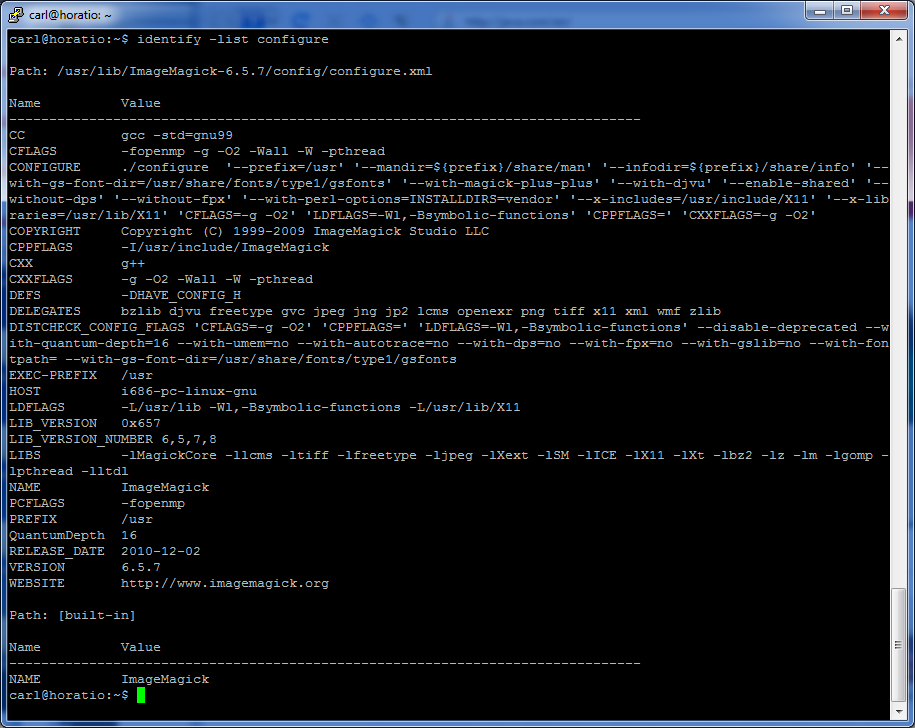 carl@horatio: ~
carl@horatio:~$ identify -list configure
Path: /usr/lib/ImageMagick-6.5.7/config/configure.xml
Name          Value
-------------------------------------------------------------------------------
CC            gcc -std=gnu99
CFLAGS        -fopenmp -g -O2 -Wall -W -pthread
CONFIGURE     ./configure  '--prefix=/usr' '--mandir=${prefix}/share/man' '--infodir=${prefix}/share/info' '--
with-gs-font-dir=/usr/share/fonts/type1/gsfonts' '--with-magick-plus-plus' '--with-djvu' '--enable-shared' '--
without-dps' '--without-fpx' '--with-perl-options=INSTALLDIRS=vendor' '--x-includes=/usr/include/X11' '--x-lib
raries=/usr/lib/X11' 'CFLAGS=-g -O2' 'LDFLAGS=-Wl,-Bsymbolic-functions' 'CPPFLAGS=' 'CXXFLAGS=-g -O2'
COPYRIGHT     Copyright (C) 1999-2009 ImageMagick Studio LLC
CPPFLAGS      -I/usr/include/ImageMagick
CXX           g++
CXXFLAGS      -g -O2 -Wall -W -pthread
DEFS          -DHAVE_CONFIG_H
DELEGATES     bzlib djvu freetype gvc jpeg jng jp2 lcms openexr png tiff x11 xml wmf zlib
DISTCHECK_CONFIG_FLAGS 'CFLAGS=-g -O2' 'CPPFLAGS=' 'LDFLAGS=-Wl,-Bsymbolic-functions' --disable-deprecated --w
ith-quantum-depth=16 --with-umem=no --with-autotrace=no --with-dps=no --with-fpx=no --with-gslib=no --with-fon
tpath= --with-gs-font-dir=/usr/share/fonts/type1/gsfonts
EXEC-PREFIX   /usr
HOST          i686-pc-linux-gnu
LDFLAGS       -L/usr/lib -Wl,-Bsymbolic-functions -L/usr/lib/X11
LIB_VERSION   0x657
LIB_VERSION_NUMBER 6,5,7,8
LIBS          -lMagickCore -llcms -ltiff -lfreetype -ljpeg -lXext -lSM -lICE -lX11 -lXt -lbz2 -lz -lm -lgomp -
lpthread -lltdl
NAME          ImageMagick
PCFLAGS       -fopenmp
PREFIX        /usr
QuantumDepth  16
RELEASE_DATE  2010-12-02
VERSION       6.5.7
WEBSITE       http://www.imagemagick.org
Path: [built-in]
Name          Value
-------------------------------------------------------------------------------
NAME          ImageMagick
carl@horatio:~$